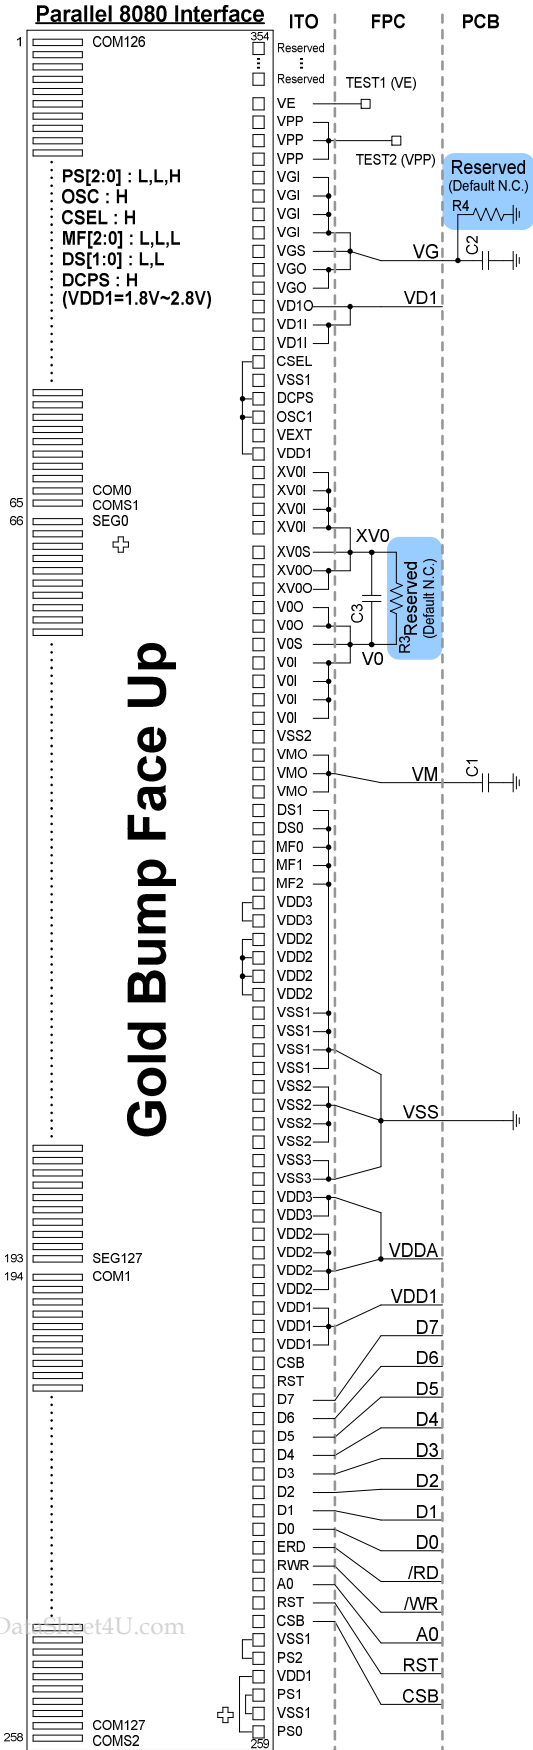 Parallel 8080 Interface
ITO FPC PCB
354
1 COM126
Reserved
Reserved
TEST1 (VE)
VE
VPP
VPP
TEST2 (VPP)
VPP
PS[2:0] : L,L,H
OSC : H
CSEL : H
MF[2:0] : L,L,L
DS[1:0] : L,L
DCPS : H
(VDD1=1.8V~2.8V)
Reserved
(Default N.C.)
R4
VGI
VGI
VGI
VGI
VGS VG C2
VGO
VGO
VD1O VD1
VD1I
VD1I
CSEL
VSS1
DCPS
OSC1
VEXT
VDD1
XV0I
COM0 XV0I
65 COMS1 XV0I
66 SEG0 XV0I
XV0
XV0S
XV0O
XV0O
C3
R3 Reserved
(Default N.C.)
V0O
V0O
V0S
V0
V0I
V0I
V0I
V0I
VSS2
VMO
VMO VM C1
VMO
DS1
DS0
MF0
MF1
MF2
VDD3
VDD3
VDD2
VDD2
VDD2
VDD2
Gold Bump Face Up
VSS1
VSS1
VSS1
VSS1
VSS2
VSS2 VSS
VSS2
VSS2
VSS3
VSS3
VDD3
VDD3
VDD2
193 SEG127 VDD2 VDDA
194 COM1 VDD2
VDD2
VDD1 VDD1
VDD1 D7
VDD1
CSB D6
RST D5
D7
D6 D4
D5
D4 D3
D3
D2 D2
D1 D1
D0 D0
ERD
RWR /RD
A0 /WR
RST
CSB A0
DataSheet4U.com
VSS1
PS2 RST
VDD1
PS1 CSB
VSS1
COM127 PS0
258 COMS2 259